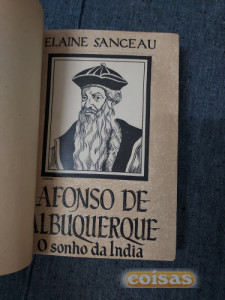 ELAINE SANCEAU
AFONSO DE
ALBUQUERQUE
O sonho da Índia
coisas